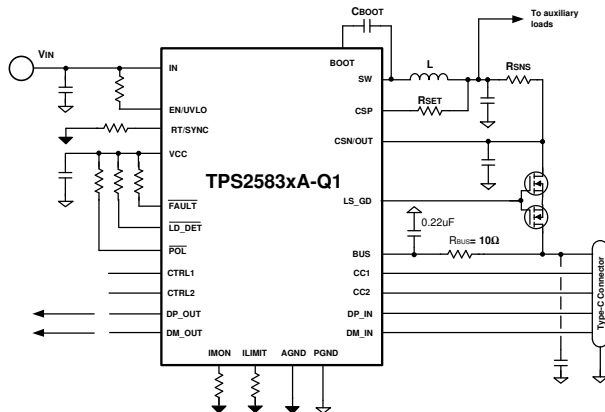 CBOOT
To auxiliary
loads
VIN
IN
BOOT
SW
L
RSNS
EN/UVLO
CSP
RSET
RT/SYNC
CSN/OUT
VCC
TPS2583xA-Q1
FAULT
LS_GD
LD_DET
0.22uF
POL
BUS
RBUS= 10Ω
CTRL1
CC1
CTRL2
CC2
DP_OUT
DP_IN
DM_OUT
DM_IN
Type-C Connector
IMON
ILIMIT
AGND
PGND